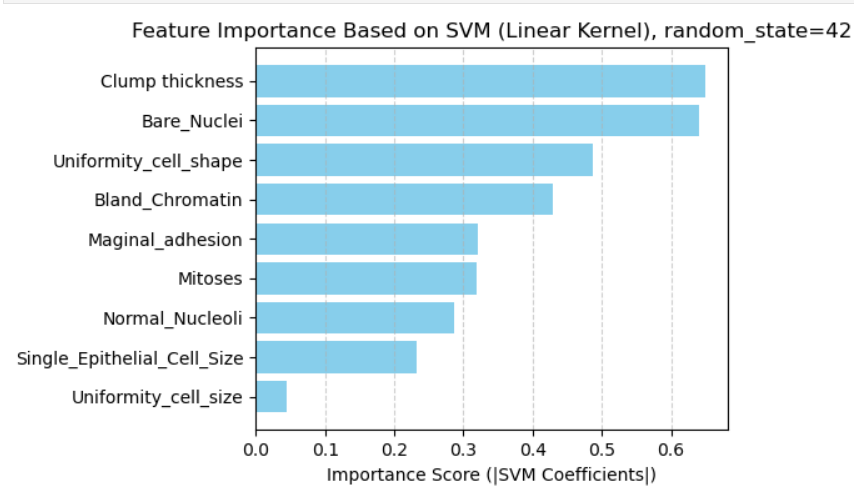 Feature Importance Based on SVM (Linear Kernel), random_state=42
Clump thickness
Bare_Nuclei
Uniformity_cell_shape
Bland_Chromatin
Maginal_adhesion
Mitoses
Normal_Nucleoli
Single_Epithelial_Cell_Size
Uniformity_cell_size
0.0 0.1 0.2 0.3 0.4 0.5 0.6
Importance Score (|SVM Coefficients|)